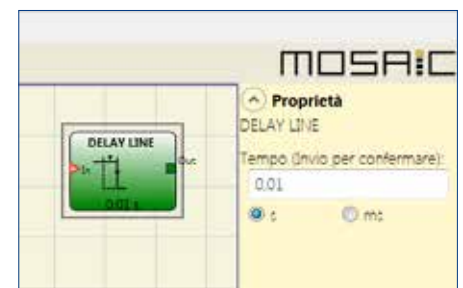 MOSAIC
Proprietà
DELAY LINE
Tempo (Invio per confermare):
0.01
s ms
DELAY LINE
In Out
0.01 s